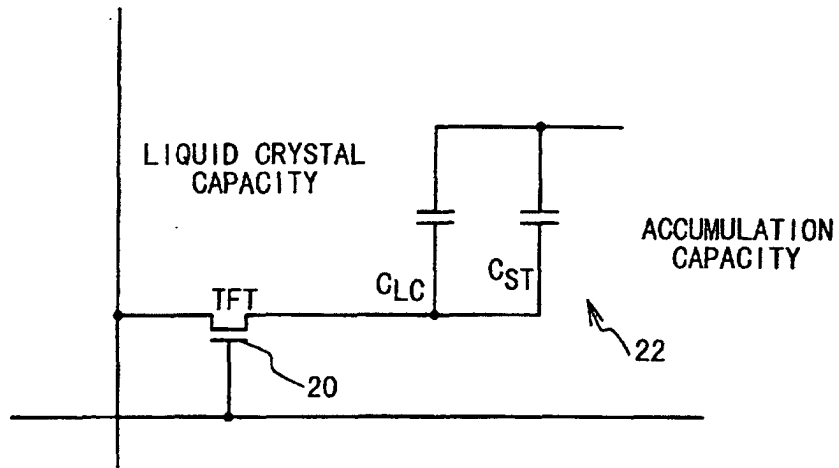 LIQUID CRYSTAL
CAPACITY
ACCUMULATION
CAPACITY
CLC
CST
TFT
20
22